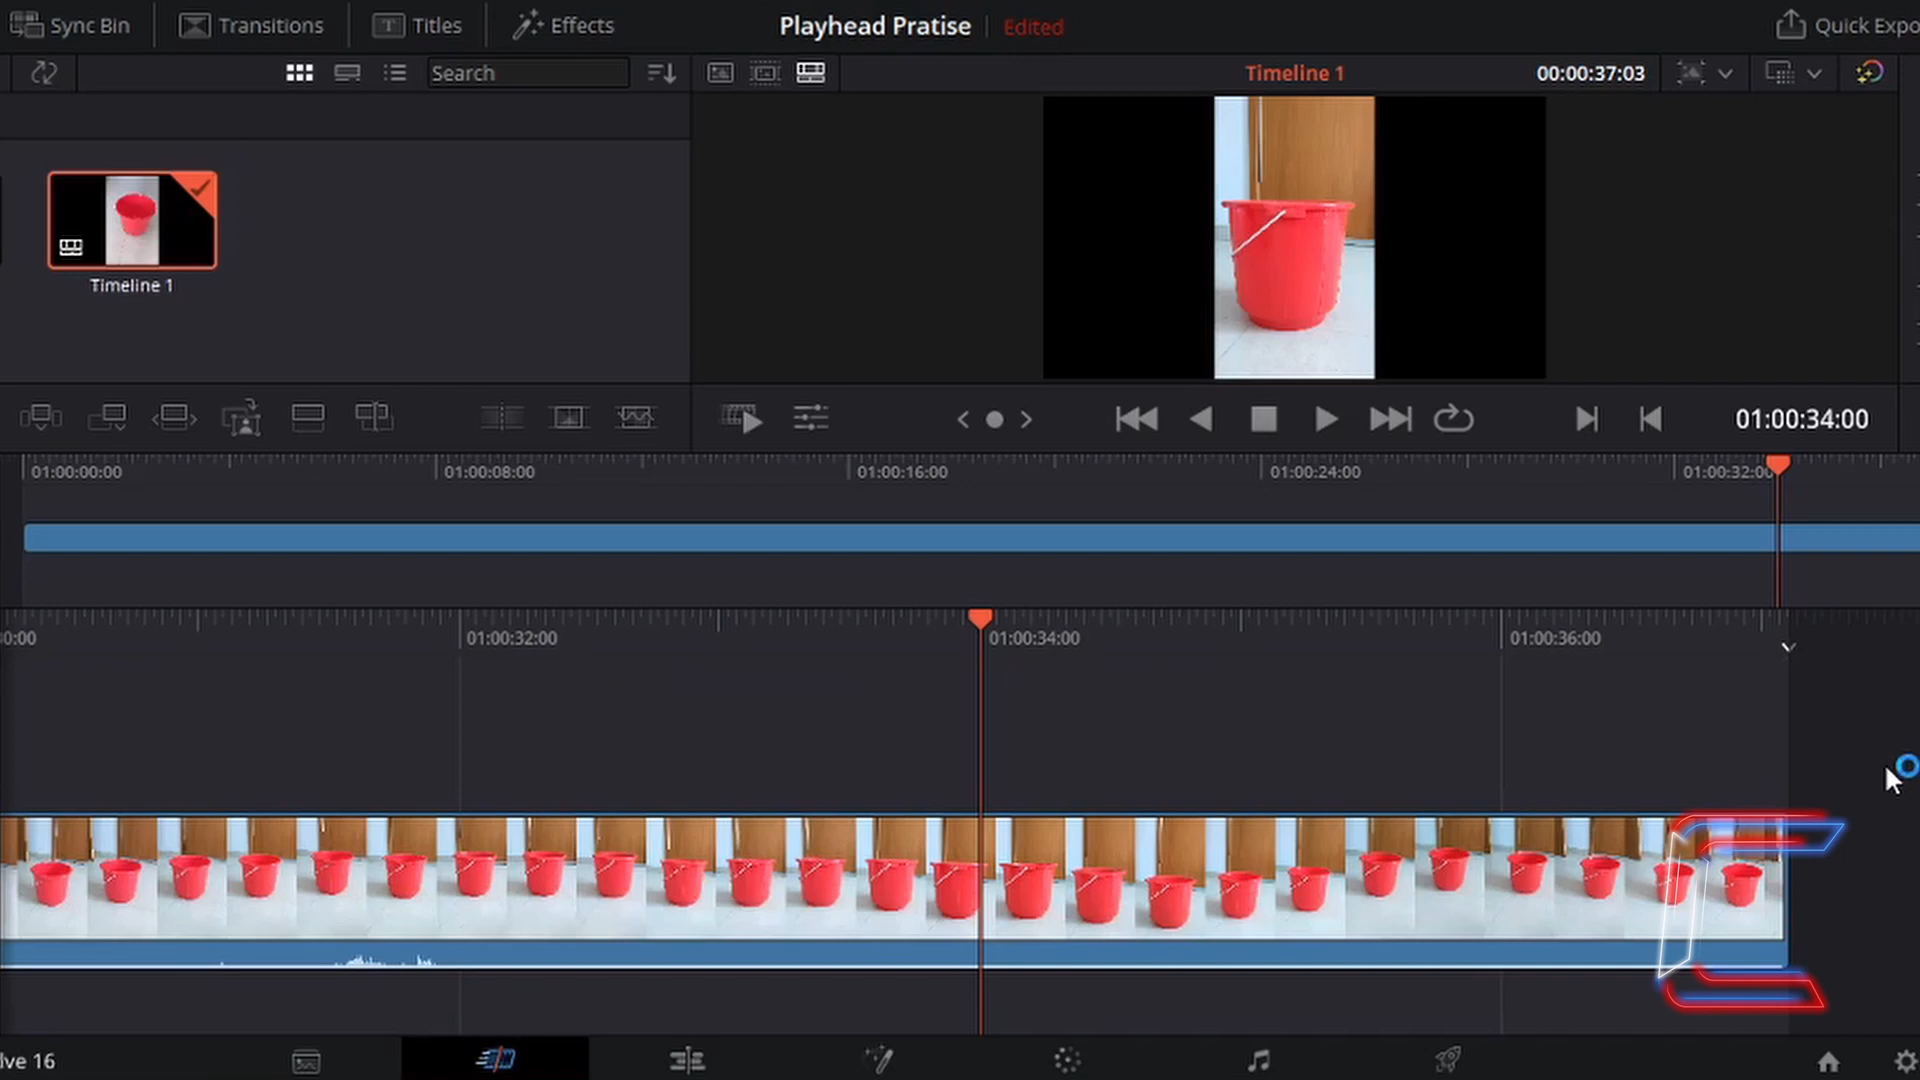 Sync Bin
Transitions
Titles
Effects
Playhead Pratise
Edited
Quick Expo
Search
Timeline 1
00:00:37:03
Timeline 1
01:00:34:00
01:00:00:00
01:00:08:00
01:00:16:00
01:00:24:00
01:00:32:00
0:00
01:00:32:00
01:00:34:00
01:00:36:00
lve 16